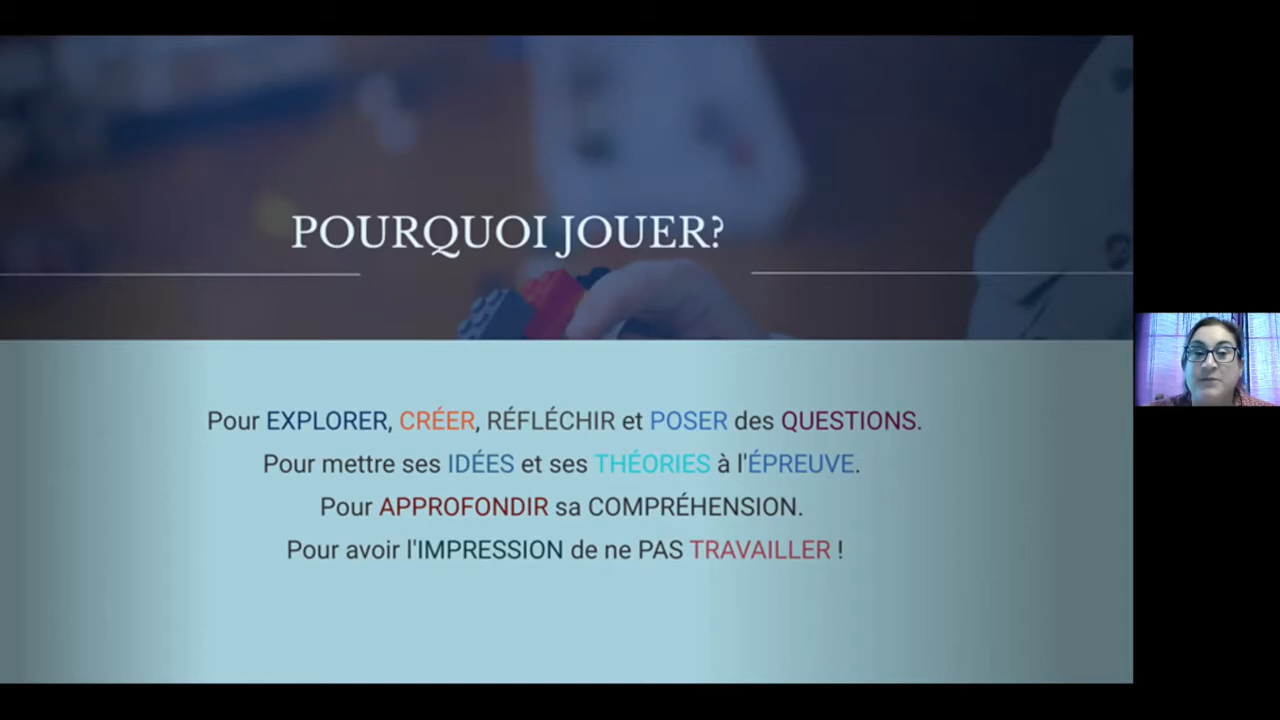 POURQUOI JOUER?
Pour EXPLORER, CRÉER, RÉFLÉCHIR et POSER des QUESTIONS.
Pour mettre ses IDÉES et ses THÉORIES à l'ÉPREUVE.
Pour APPROFONDIR sa COMPRÉHENSION.
Pour avoir l'IMPRESSION de ne PAS TRAVAILLER !